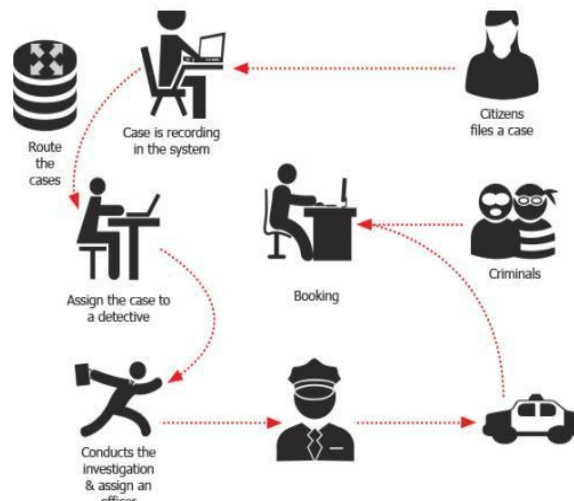 Citizens
files a case
Case is recording
in the system
Route
the
cases
Assign the case to
a detective
Booking
Criminals
Conducts the
investigation
& assign an
officer